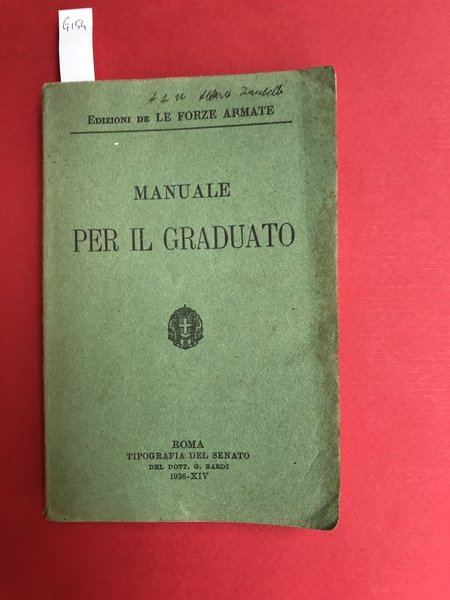 G154
Alberto
EDIZIONI DE LE FORZE ARMATE
MANUALE
PER IL GRADUATO
ROMA
TIPOGRAFIA DEL SENATO
DEL DOTT. G. BARDI
1936-XIV